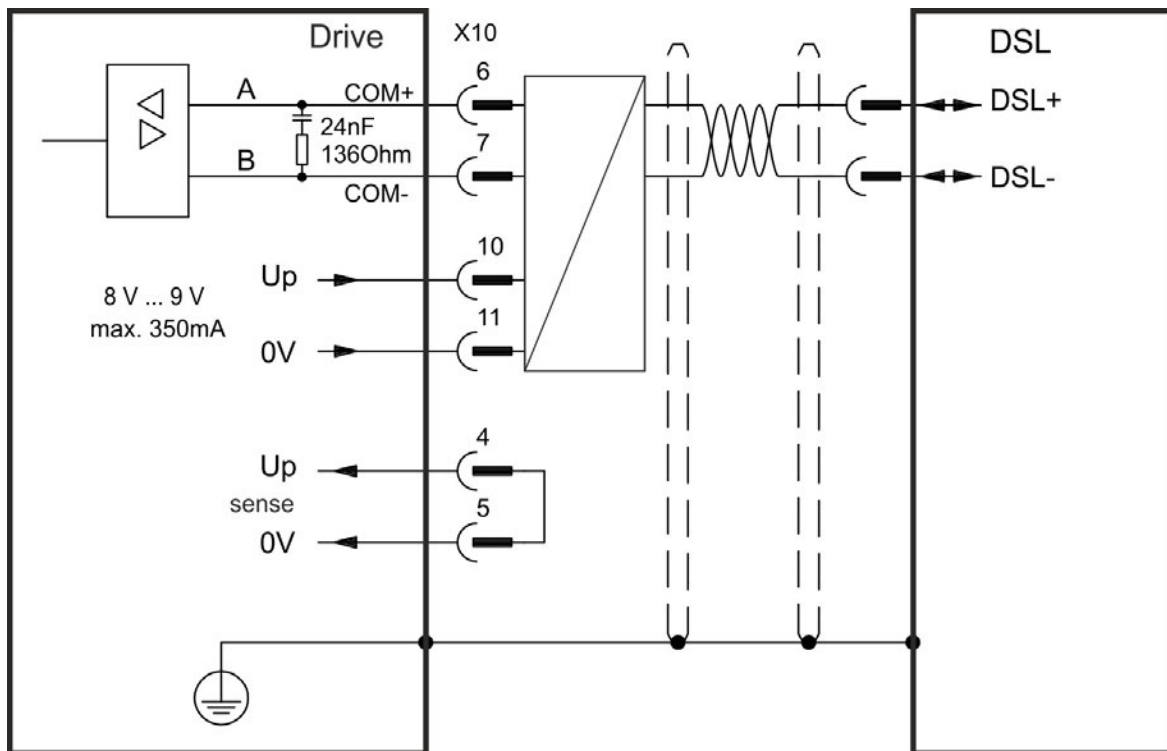 Drive
X10
DSL
6
A
COM+
DSL+
24nF
7
136Ohm
B
COM-
DSL-
10
Up
8 V ... 9 V
max. 350mA
11
0V
4
Up
sense
5
0V